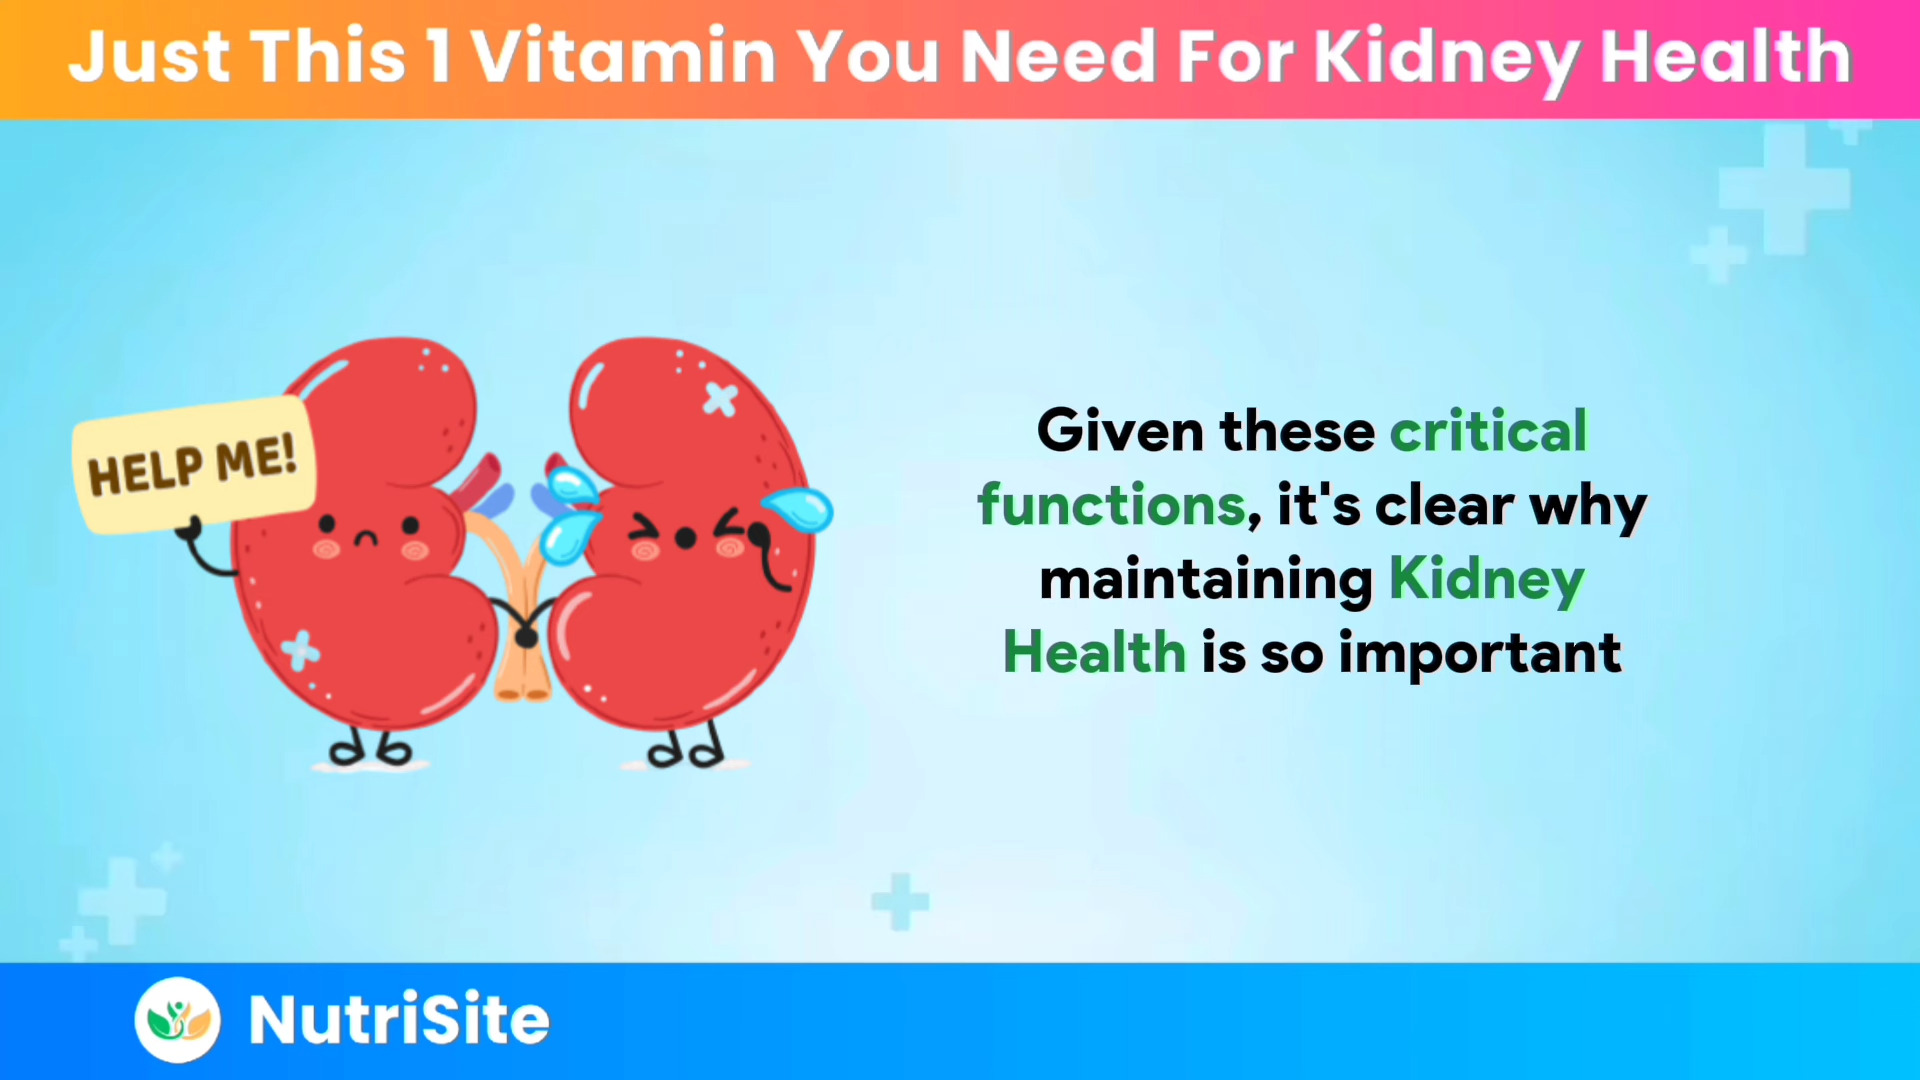 Just This 1 Vitamin You Need For Kidney Health
HELP ME!
Given these critical
functions, it's clear why
maintaining Kidney
Health is so important
NutriSite